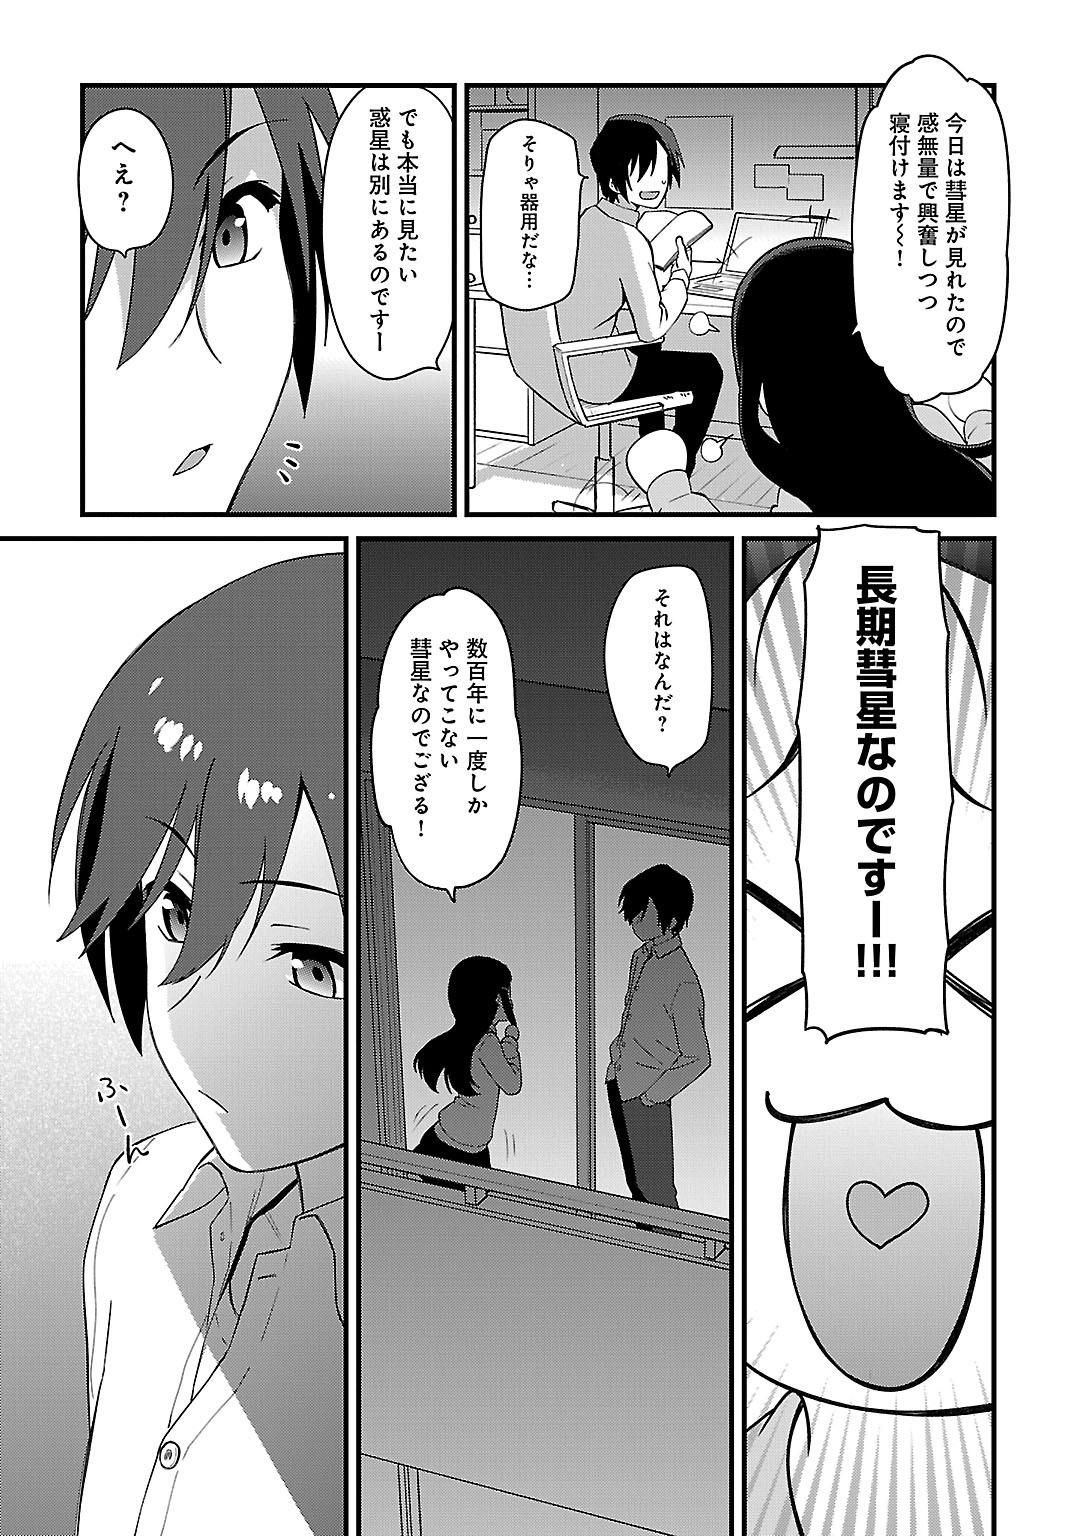 今日は彗星が見れたので
感無量で興奮しつつ
寝付けます～!
そりゃ器用だな…
でも本当に見たい
惑星は別にあるのですー
へえ?
長期彗星なのですー!!!
それはなんだ?
数百年に一度しか
やってこない
彗星なのでござる!
ふーん